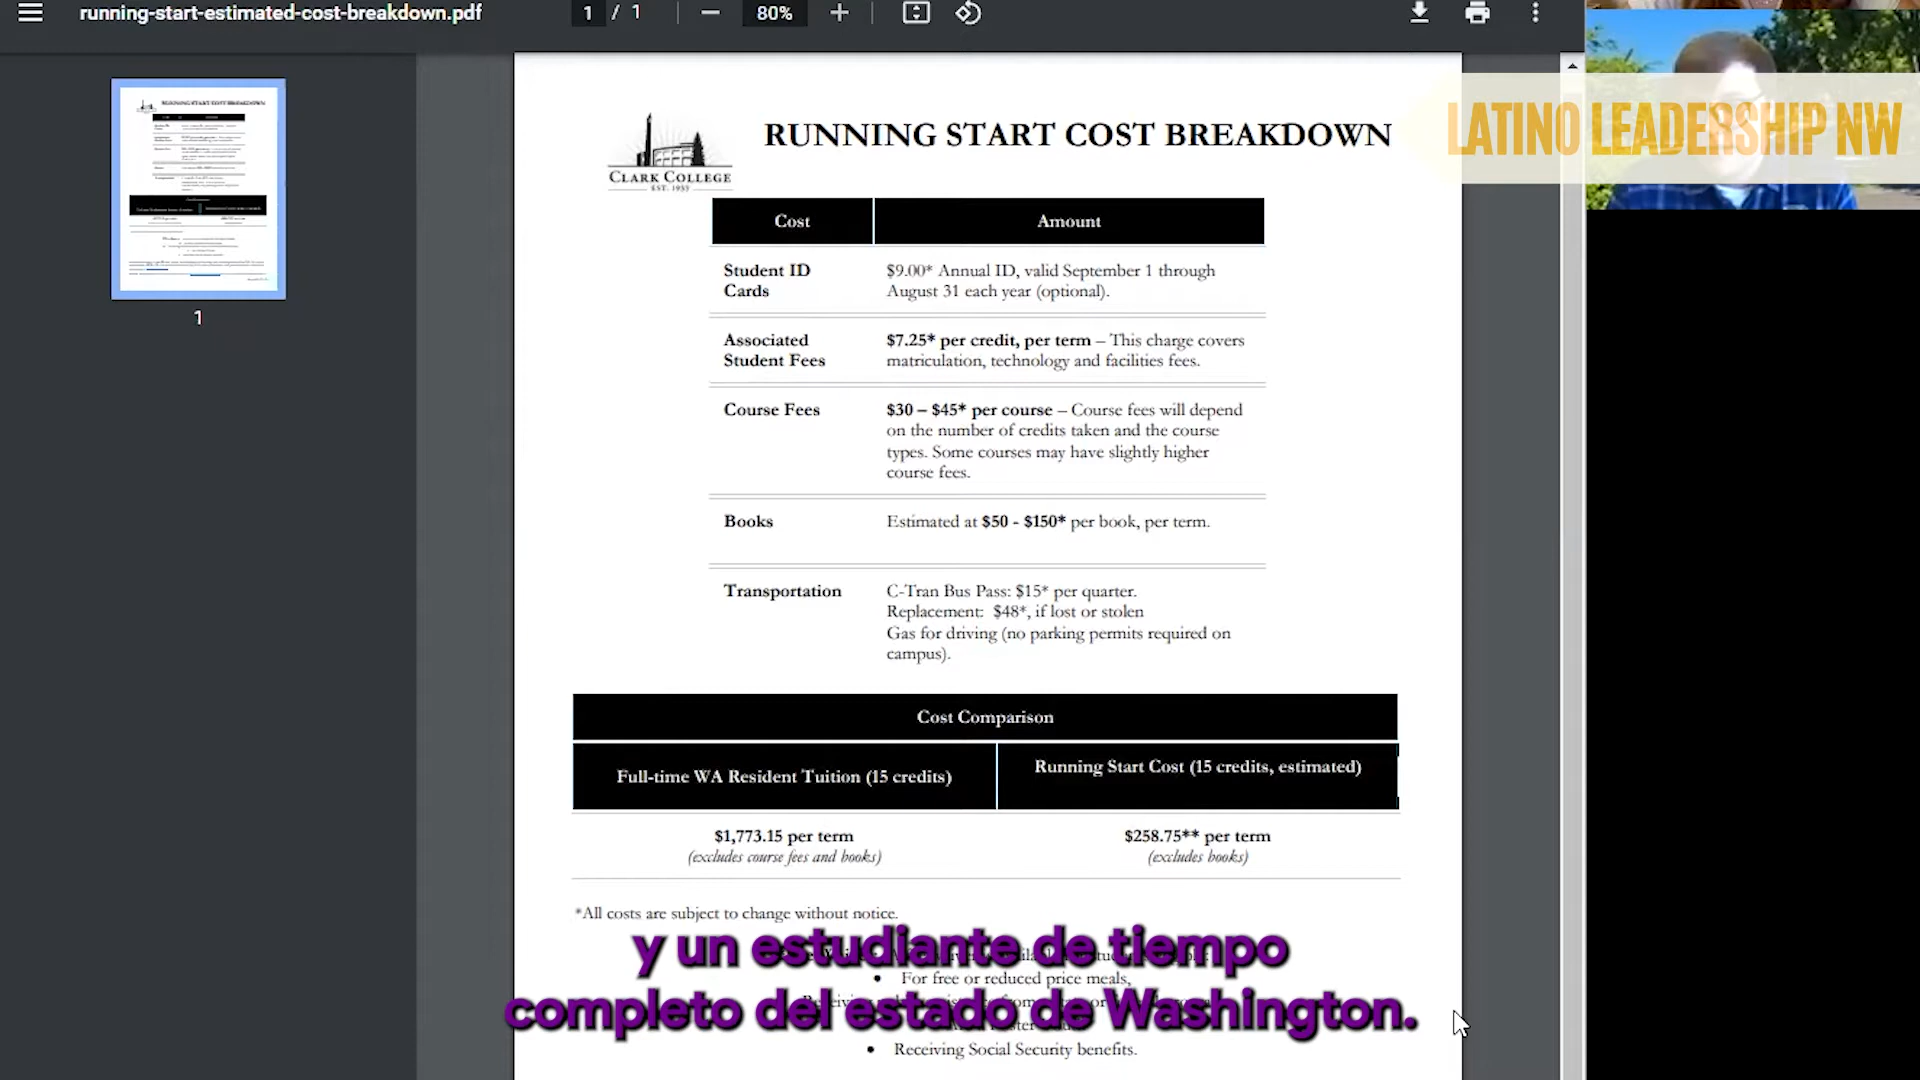 running-start-estimated-cost-breakdown.pdf
1 / 1
80%
LATINO LEADERSHIP NW
CLARK COLLEGE
EST. 1933
RUNNING START COST BREAKDOWN
Cost
Amount
Student ID
Cards
$9.00* Annual ID, valid September 1 through
August 31 each year (optional).
Associated
Student Fees
$7.25* per credit, per term – This charge covers
matriculation, technology and facilities fees.
Course Fees
$30 – $45* per course – Course fees will depend
on the number of credits taken and the course
types. Some courses may have slightly higher
course fees.
Books
Estimated at $50 - $150* per book, per term.
Transportation
C-Tran Bus Pass: $15* per quarter.
Replacement: $48*, if lost or stolen
Gas for driving (no parking permits required on
campus).
Cost Comparison
Full-time WA Resident Tuition (15 credits)
Running Start Cost (15 credits, estimated)
$1,773.15 per term
(excludes course fees and books)
$258.75** per term
(excludes books)
*All costs are subject to change without notice.
• For free or reduced price meals,
• Receiving Social Security benefits.
y un estudiante de tiempo
completo del estado de Washington.
1